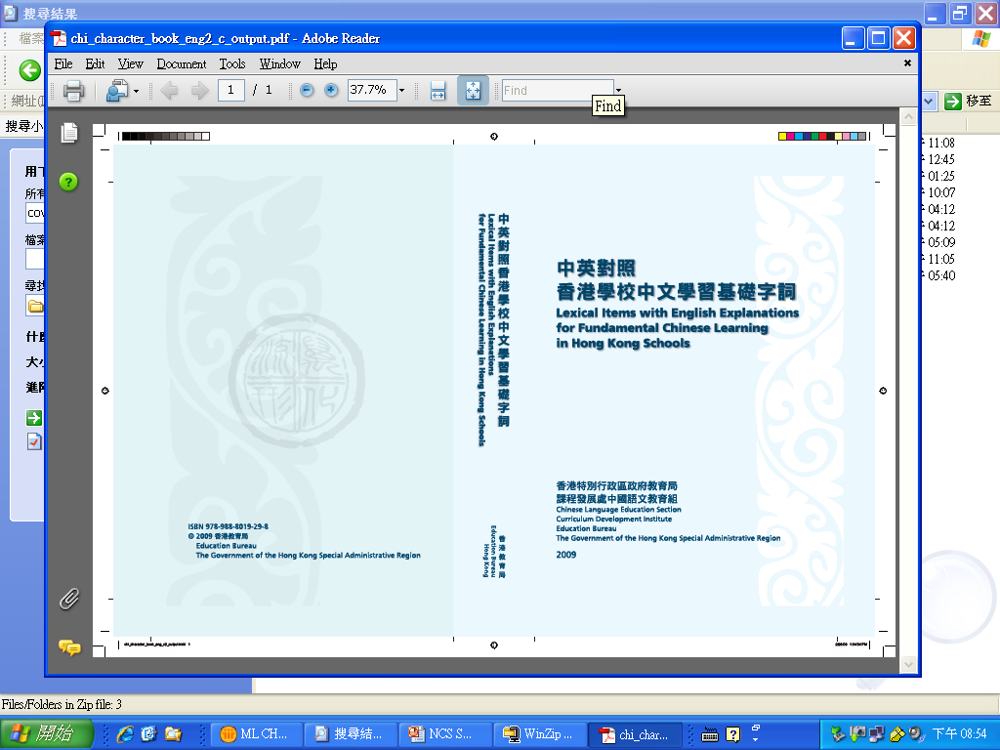 搜尋結果
檔案
網址(D
移至
搜尋小
用
所有
cov
檔案
尋找
大小
chi_character_book_eng2_c_output.pdf - Adobe Reader
File Edit View Document Tools Window Help
1 / 1 37.7% Find
Find
11:08
12:45
01:25
10:07
04:12
04:12
05:09
11:05
05:40
ISBN 978-988-8019-29-8
© 2009 香港教育局
Education Bureau
The Government of the Hong Kong Special Administrative Region
中英對照香港學校中文學習基礎字詞
Lexical Items with English Explanations
for Fundamental Chinese Learning in Hong Kong Schools
香港教育局
Education Bureau
Hong Kong
中英對照
香港學校中文學習基礎字詞
Lexical Items with English Explanations
for Fundamental Chinese Learning
in Hong Kong Schools
香港特別行政區政府教育局
課程發展處中國語文教育組
Chinese Language Education Section
Curriculum Development Institute
Education Bureau
The Government of the Hong Kong Special Administrative Region
2009
Files/Folders in Zip file: 3
開始 ML CH... 搜尋結... NCS S... WinZip ... chi_char... 下午 08:54